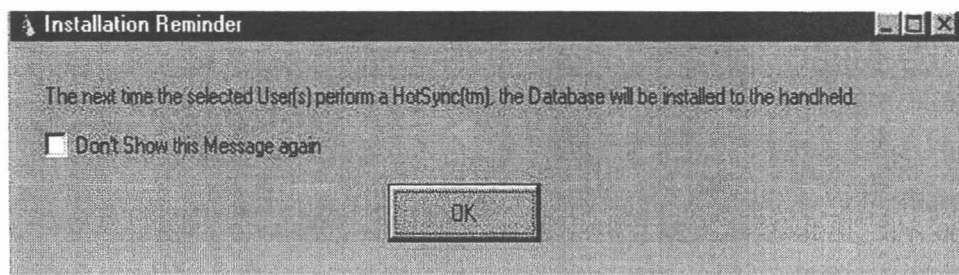 Installation Reminder
The next time the selected User(s) perform a HotSync(tm), the Database will be installed to the handheld.
Don't Show this Message again
OK